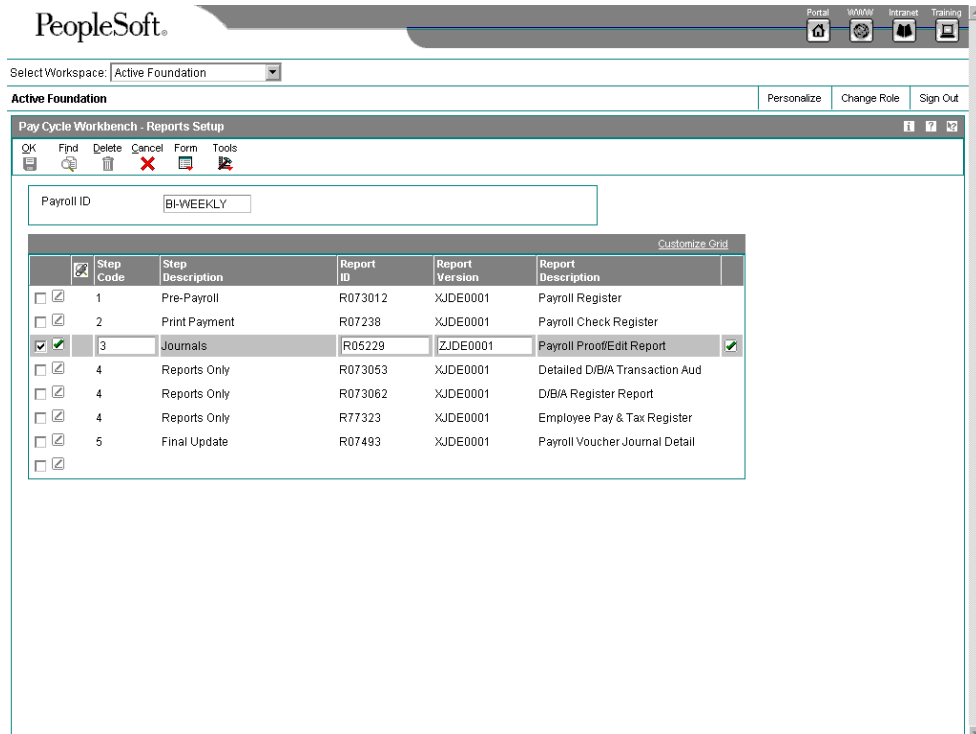 PeopleSoft®
Portal WWW Intranet Training
Select Workspace: Active Foundation
Active Foundation Personalize Change Role Sign Out
Pay Cycle Workbench - Reports Setup
OK Find Delete Cancel Form Tools
Payroll ID BI-WEEKLY
Customize Grid
Step Code Step Description Report ID Report Version Report Description
1 Pre-Payroll R073012 XJDE0001 Payroll Register
2 Print Payment R07238 XJDE0001 Payroll Check Register
3 Journals R05229 ZJDE0001 Payroll Proof/Edit Report
4 Reports Only R073053 XJDE0001 Detailed D/B/A Transaction Aud
4 Reports Only R073062 XJDE0001 D/B/A Register Report
4 Reports Only R77323 XJDE0001 Employee Pay & Tax Register
5 Final Update R07493 XJDE0001 Payroll Voucher Journal Detail